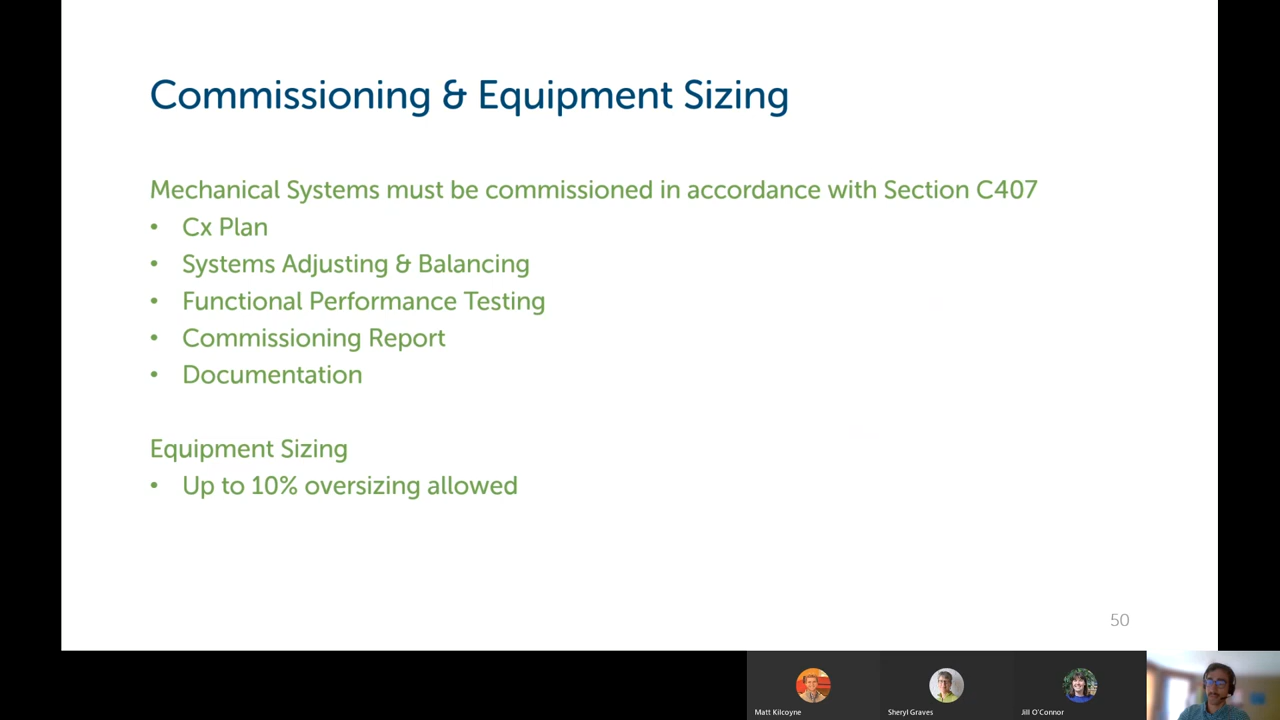 Commissioning & Equipment Sizing
Mechanical Systems must be commissioned in accordance with Section C407
• Cx Plan
• Systems Adjusting & Balancing
• Functional Performance Testing
• Commissioning Report
• Documentation
Equipment Sizing
• Up to 10% oversizing allowed
50
Matt Kilcoyne
Sheryl Graves
Jill O'Connor